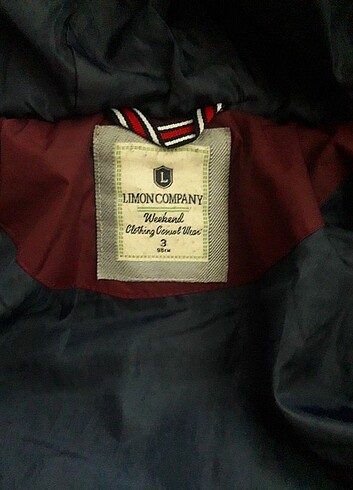 L
LIMON COMPANY
Weekend
Clothing Casual Wear
3
98CM